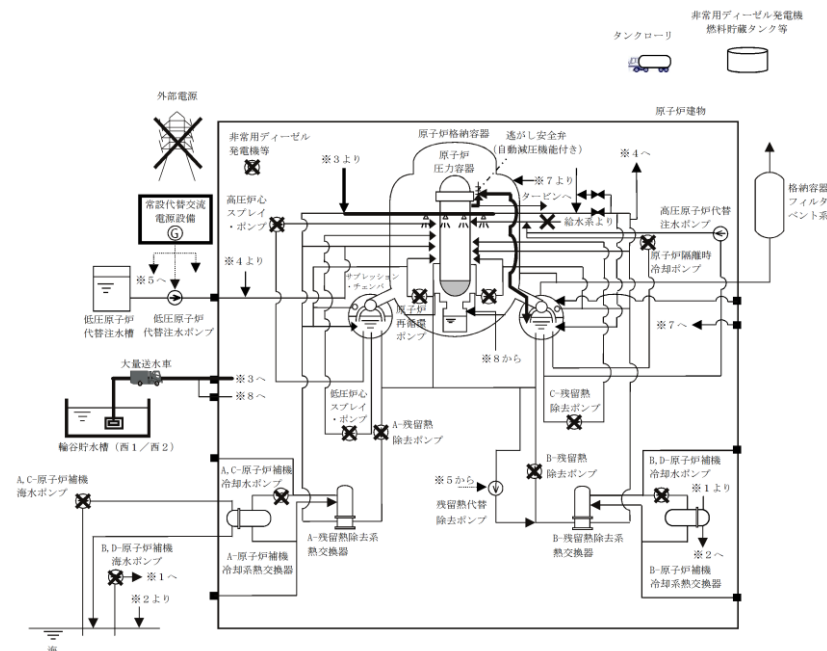 非常用ディーゼル発電機
燃料貯蔵タンク等
タンクローリ
外部電源
原子炉建物
非常用ディーゼル
発電機等
原子炉格納容器
原子炉
圧力容器
逃がし安全弁
(自動減圧機能付き)
※3より
※4へ
※7より
タービンへ
給水系より
格納容器
フィルタ
ベント系
高圧炉心
スプレイ
・ポンプ
高圧原子炉代替
注水ポンプ
原子炉隔離時
冷却ポンプ
常設代替交流
電源設備
G
※5へ
※4より
サプレッション
・チェンバ
低圧原子炉
代替注水槽
低圧原子炉
代替注水ポンプ
原子炉
再循環
ポンプ
※7へ
※8から
大量送水車
※3へ
※8へ
輪谷貯水槽(西1/西2)
低圧炉心
スプレイ
・ポンプ
A-残留熱
除去ポンプ
C-残留熱
除去ポンプ
A,C-原子炉補機
冷却水ポンプ
B-残留熱
除去ポンプ
B,D-原子炉補機
冷却水ポンプ
A,C-原子炉補機
海水ポンプ
※5から
残留熱代替
除去ポンプ
※1より
※2へ
A-原子炉補機
冷却系熱交換器
A-残留熱除去系
熱交換器
B-残留熱除去系
熱交換器
B-原子炉補機
冷却系熱交換器
B,D-原子炉補機
海水ポンプ
※1へ
※2より
海